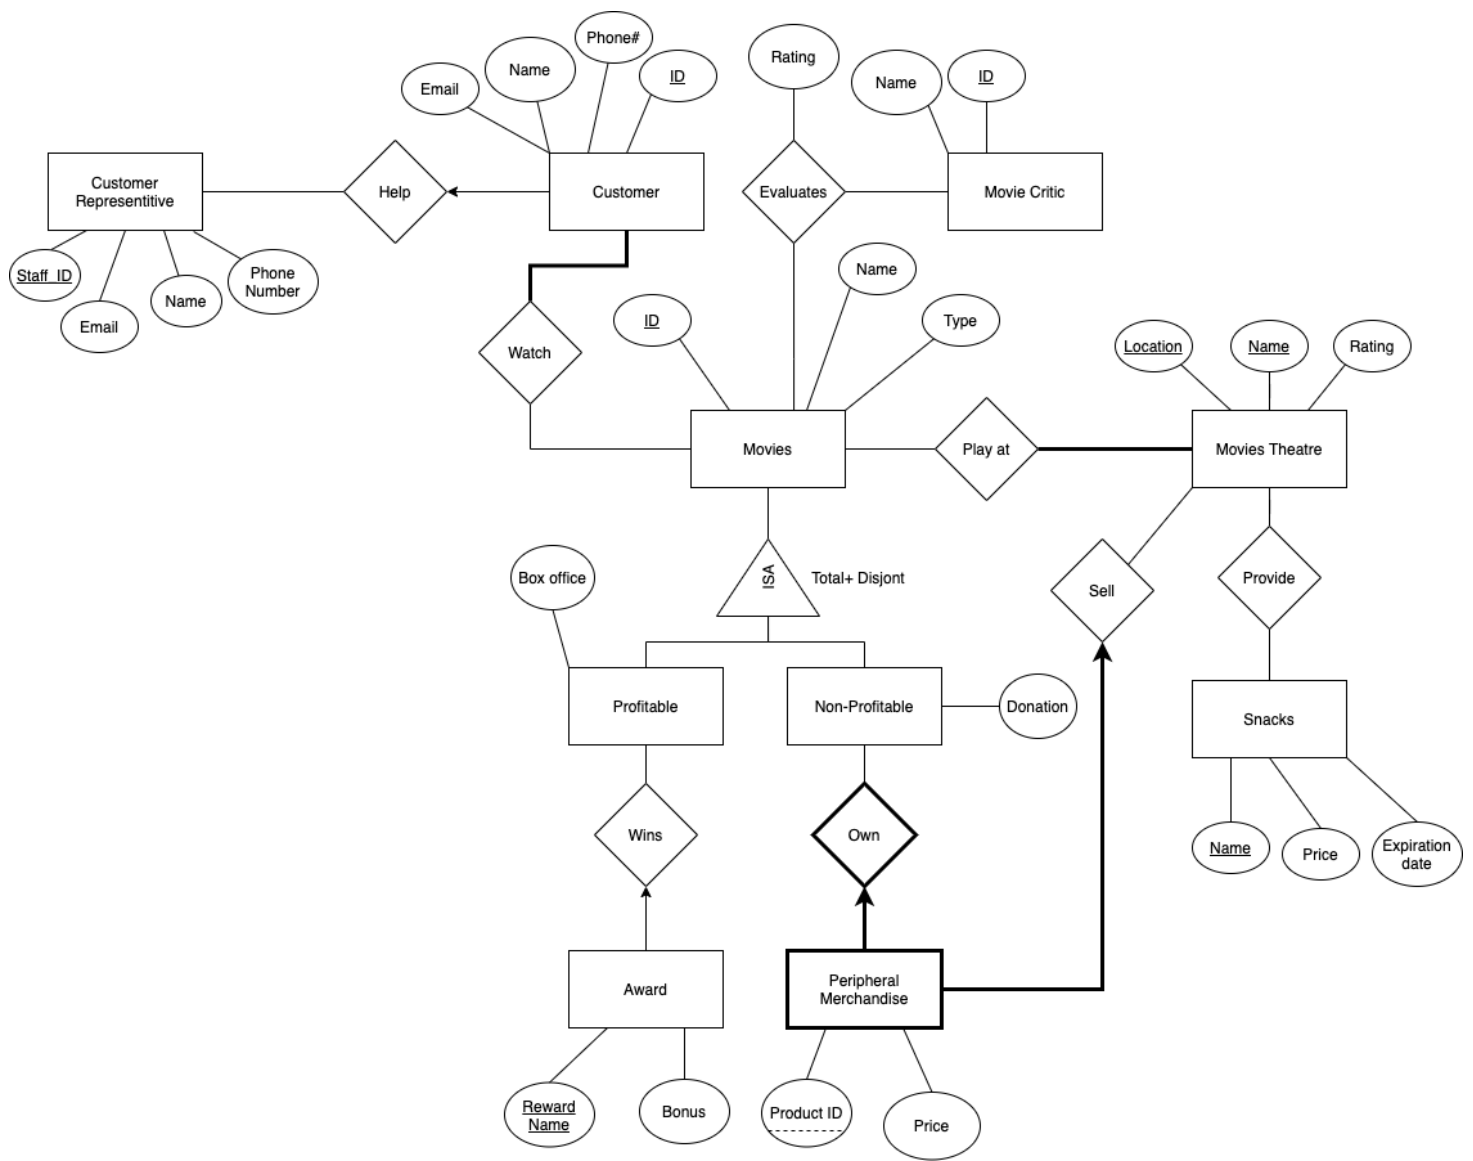 Phone#
Rating
Name
ID
Email
Name
ID
Customer
Representitive
Help
Customer
Evaluates
Movie Critic
Staff_ID
Email
Name
Phone
Number
Name
ID
Type
Watch
Location
Name
Rating
Movies
Play at
Movies Theatre
Box office
ISA
Total+ Disjont
Sell
Provide
Profitable
Non-Profitable
Donation
Snacks
Wins
Own
Name
Price
Expiration
date
Award
Peripheral
Merchandise
Reward
Name
Bonus
Product ID
Price